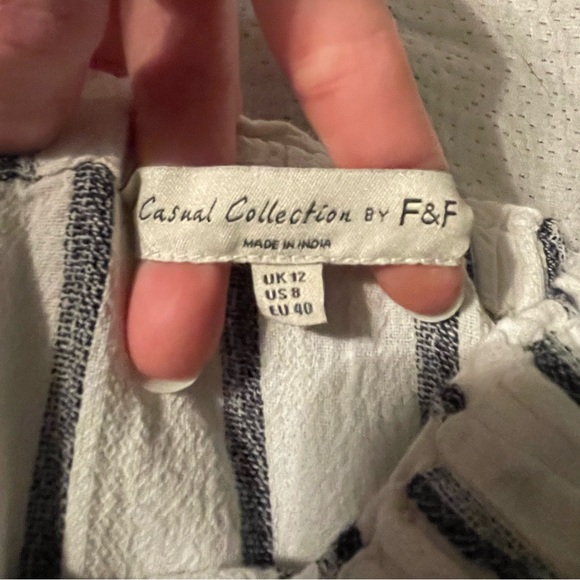 Casual Collection BY F&F
MADE IN INDIA
UK 12
US 8
EU 40